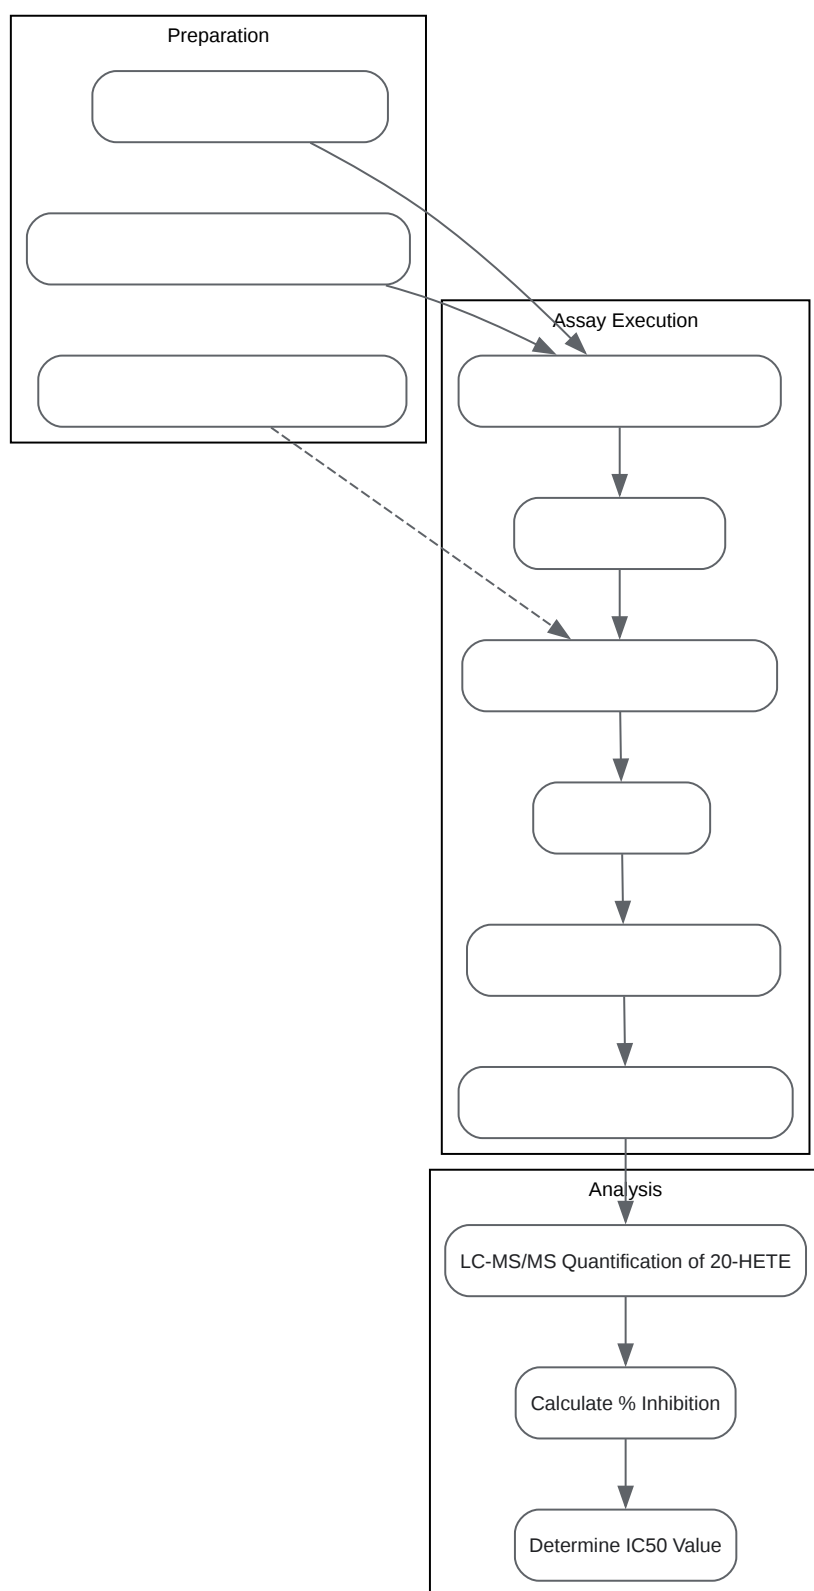 Preparation
Assay Execution
Analysis
LC-MS/MS Quantification of 20-HETE
Calculate % Inhibition
Determine IC50 Value